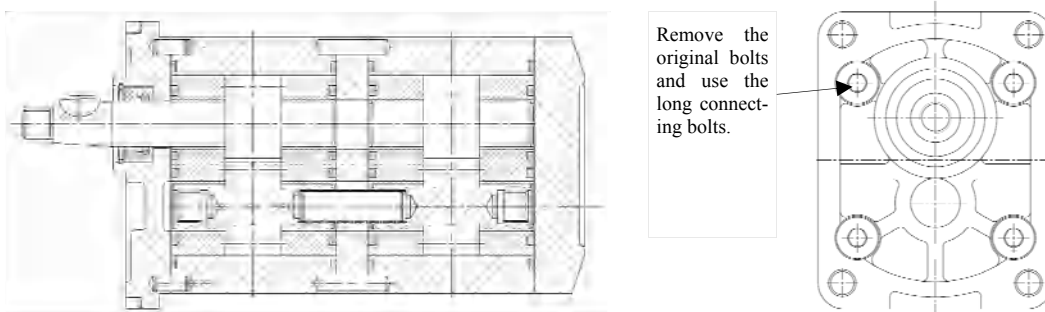 Remove the
original bolts
and use the
long connect-
ing bolts.